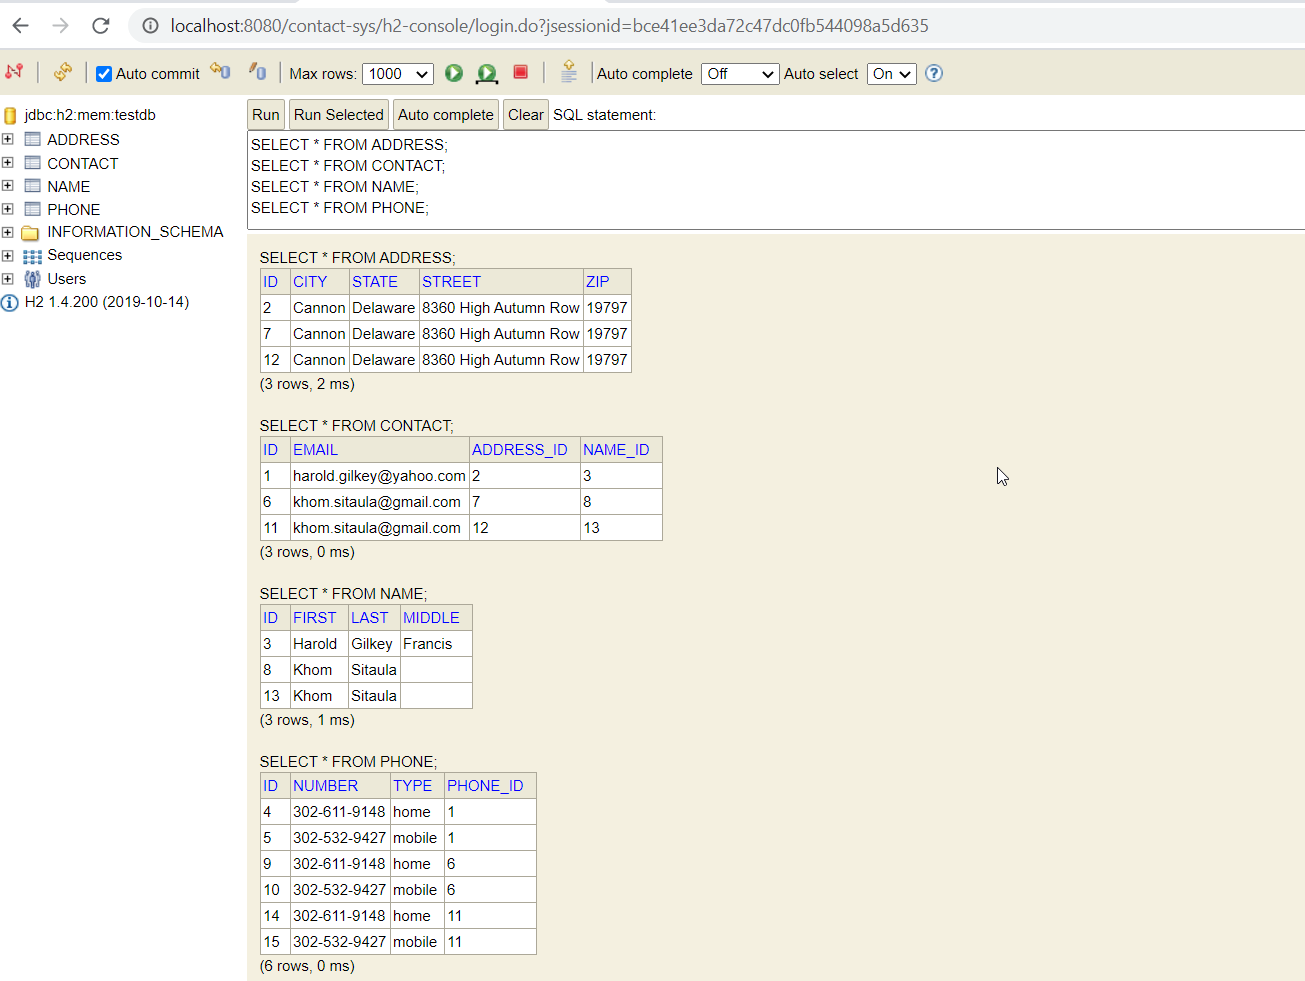 localhost:8080/contact-sys/h2-console/login.do?jsessionid=bce41ee3da72c47dc0fb544098a5d635
Auto commit Max rows: 1000 Auto complete Off Auto select On
jdbc:h2:mem:testdb
ADDRESS
CONTACT
NAME
PHONE
INFORMATION_SCHEMA
Sequences
Users
H2 1.4.200 (2019-10-14)
Run Run Selected Auto complete Clear SQL statement:
SELECT * FROM ADDRESS;
SELECT * FROM CONTACT;
SELECT * FROM NAME;
SELECT * FROM PHONE;
SELECT * FROM ADDRESS;
ID CITY STATE STREET ZIP
2 Cannon Delaware 8360 High Autumn Row 19797
7 Cannon Delaware 8360 High Autumn Row 19797
12 Cannon Delaware 8360 High Autumn Row 19797
(3 rows, 2 ms)
SELECT * FROM CONTACT;
ID EMAIL ADDRESS_ID NAME_ID
1 harold.gilkey@yahoo.com 2 3
6 khom.sitaula@gmail.com 7 8
11 khom.sitaula@gmail.com 12 13
(3 rows, 0 ms)
SELECT * FROM NAME;
ID FIRST LAST MIDDLE
3 Harold Gilkey Francis
8 Khom Sitaula
13 Khom Sitaula
(3 rows, 1 ms)
SELECT * FROM PHONE;
ID NUMBER TYPE PHONE_ID
4 302-611-9148 home 1
5 302-532-9427 mobile 1
9 302-611-9148 home 6
10 302-532-9427 mobile 6
14 302-611-9148 home 11
15 302-532-9427 mobile 11
(6 rows, 0 ms)